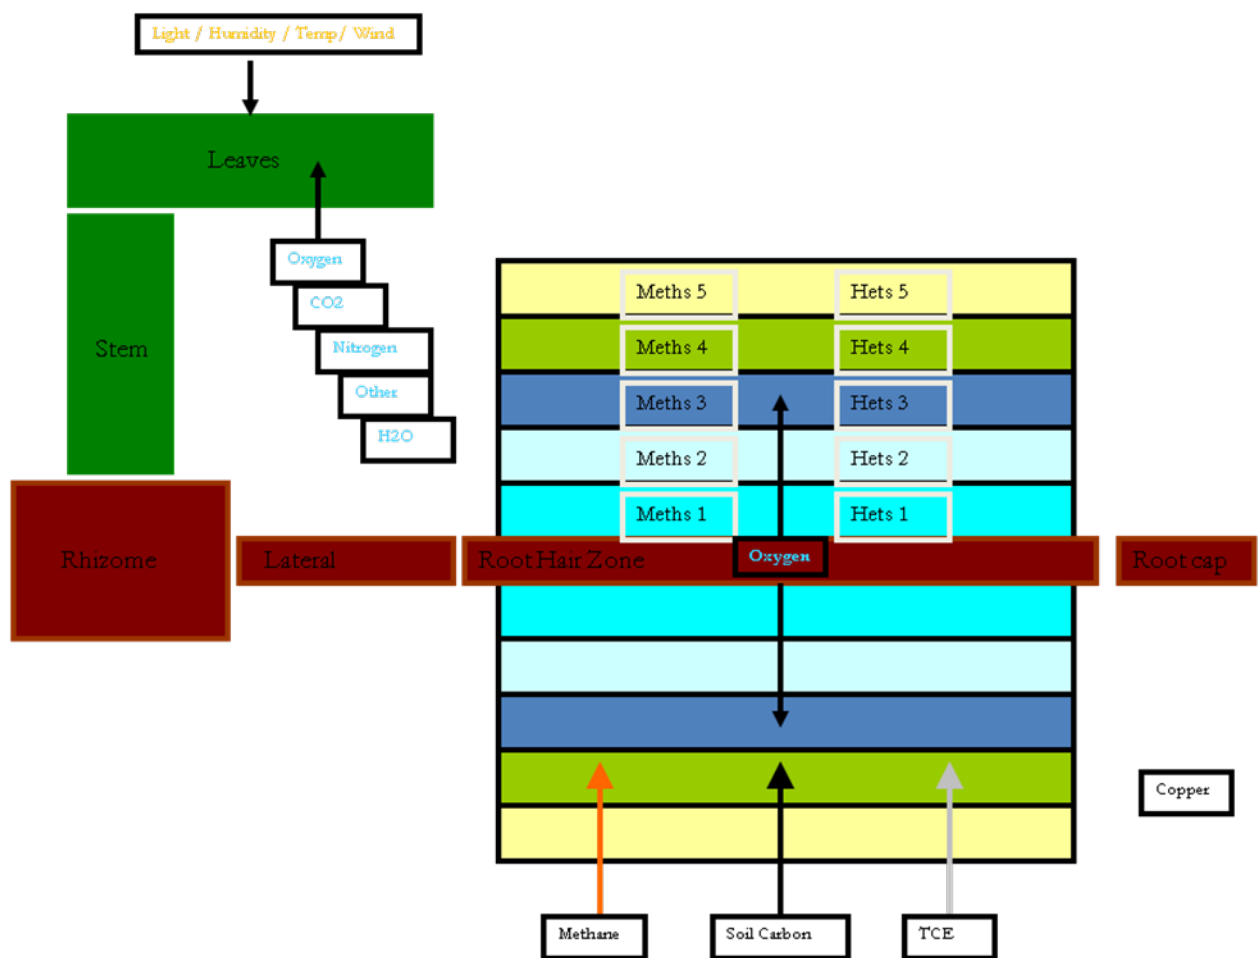 Light / Humidity / Temp/ Wind
Leaves
Oxygen
CO2
Nitrogen
Other
H2O
Stem
Meths 5
Hets 5
Meths 4
Hets 4
Meths 3
Hets 3
Meths 2
Hets 2
Meths 1
Hets 1
Rhizome
Lateral
Root Hair Zone
Oxygen
Root cap
Copper
Methane
Soil Carbon
TCE